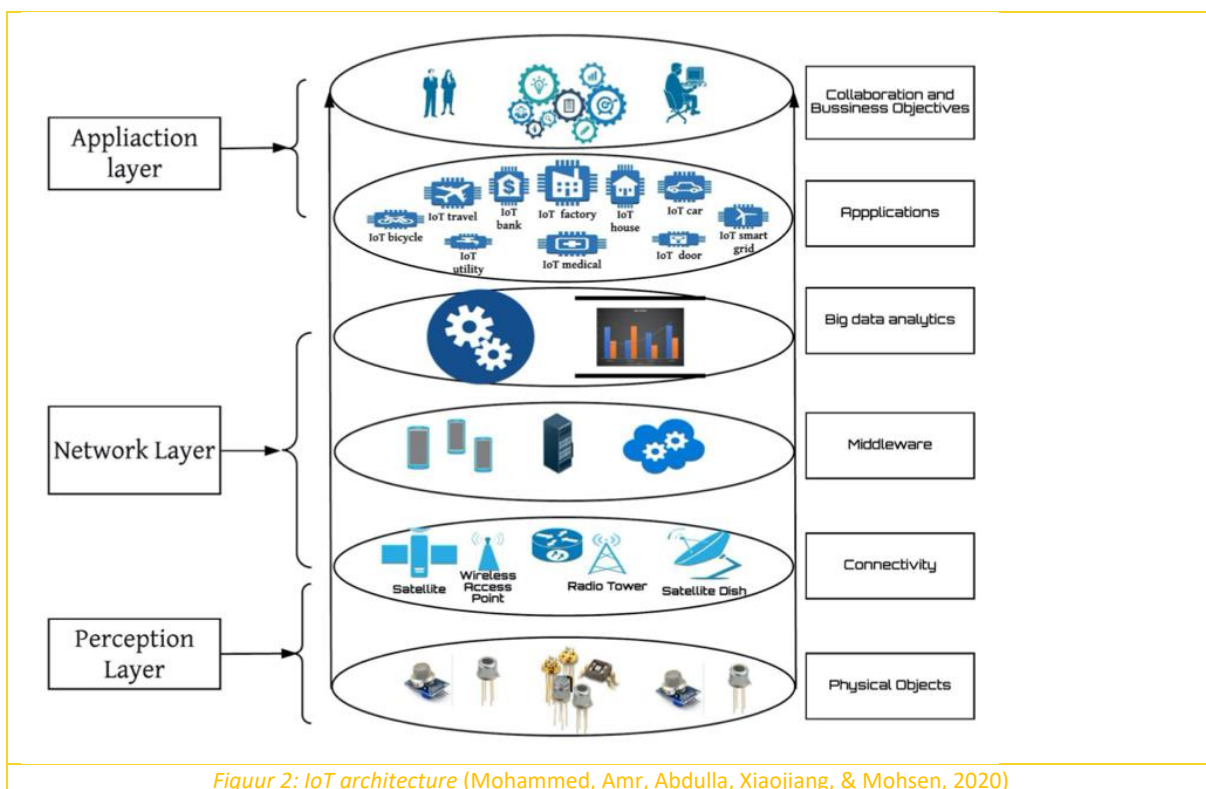 Appliaction
layer
Network Layer
Perception
Layer
IoT bicycle
IoT travel
IoT
bank
IoT factory
IoT
house
IoT car
IoT smart
grid
IoT
utility
IoT medical
IoT door
Satellite
Wireless
Access
Point
Radio Tower
Satellite Dish
Collaboration and
Bussiness Objectives
Appplications
Big data analytics
Middleware
Connectivity
Physical Objects
Figuur 2: IoT architecture (Mohammed, Amr, Abdulla, Xiaojiang, & Mohsen, 2020)